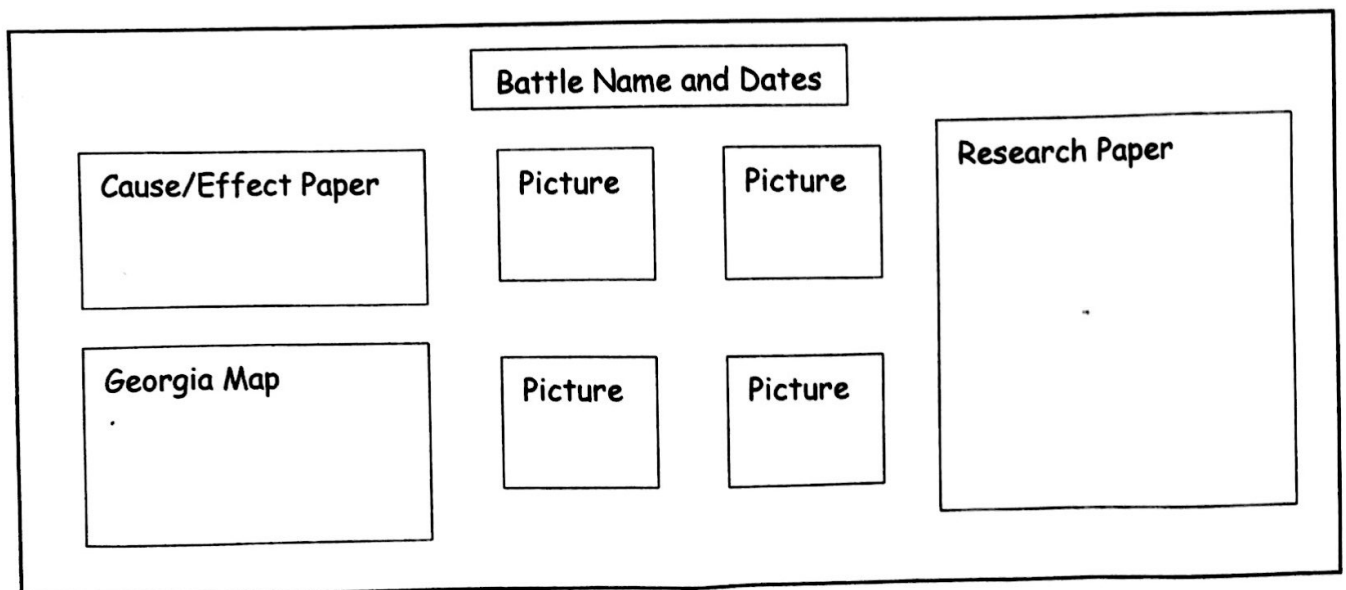 Battle Name and Dates
Cause/Effect Paper
Picture
Picture
Research Paper
Georgia Map
Picture
Picture